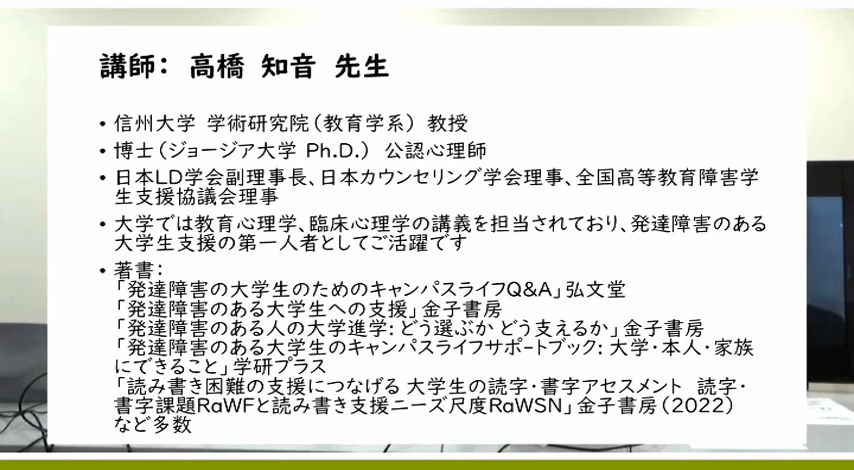 講師： 高橋 知音 先生
・信州大学 学術研究院（教育学系） 教授
・博士（ジョージア大学 Ph.D.） 公認心理師
・日本LD学会副理事長、日本カウンセリング学会理事、全国高等教育障害学
生支援協議会理事
・大学では教育心理学、臨床心理学の講義を担当されており、発達障害のある
大学生支援の第一人者としてご活躍です
・著書：
「発達障害の大学生のためのキャンパスライフQ&A」弘文堂
「発達障害のある大学生への支援」金子書房
「発達障害のある人の大学進学：どう選ぶか どう支えるか」金子書房
「発達障害のある大学生のキャンパスライフサポートブック：大学・本人・家族
にできること」学研プラス
「読み書き困難の支援につなげる 大学生の読字・書字アセスメント 読字・
書字課題RaWFと読み書き支援ニーズ尺度RaWSN」金子書房（2022）
など多数